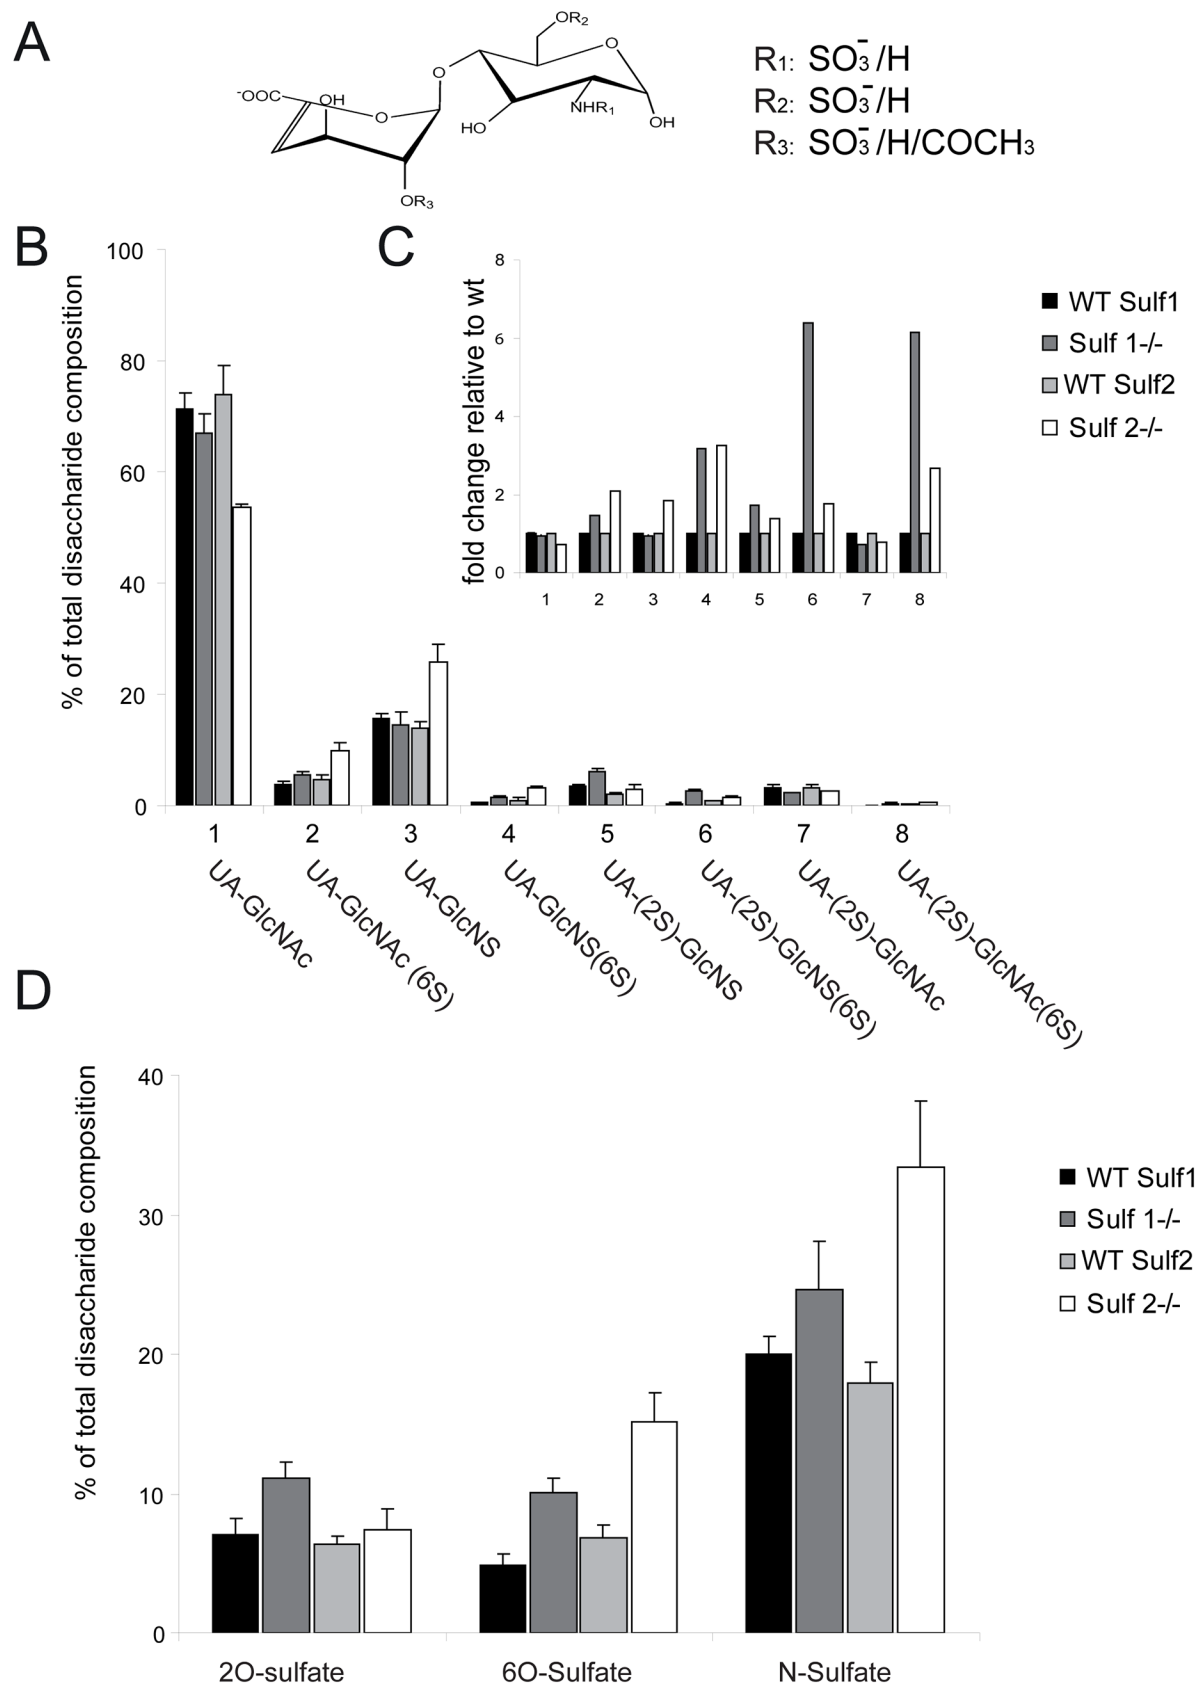 A
OR2
O
R1: SO3-/H
O
-OOC
OH
O
NHR1
HO
OH
R2: SO3-/H
R3: SO3-/H/COCH3
OR3
B
C
% of total disaccharide composition
100
80
60
40
20
0
fold change relative to wt
8
6
4
2
0
1 2 3 4 5 6 7 8
WT Sulf1
Sulf 1-/-
WT Sulf2
Sulf 2-/-
1 2 3 4 5 6 7 8
UA-GlcNAc
UA-GlcNAc (6S)
UA-GlcNS
UA-GlcNS(6S)
UA-(2S)-GlcNS
UA-(2S)-GlcNS(6S)
UA-(2S)-GlcNAc
UA-(2S)-GlcNAc(6S)
D
% of total disaccharide composition
40
30
20
10
0
WT Sulf1
Sulf 1-/-
WT Sulf2
Sulf 2-/-
2O-sulfate 6O-Sulfate N-Sulfate